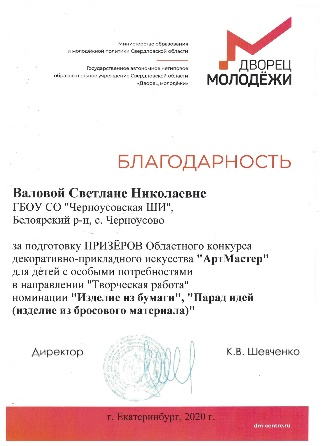 Министерство образования
и молодёжной политики Свердловской области
Государственное автономное нетиповое
образовательное учреждение Свердловской области
«Дворец молодёжи»
ДВОРЕЦ
МОЛОДЁЖИ
БЛАГОДАРНОСТЬ
Валовой Светлане Николаевне
ГБОУ СО "Черноусовская ШИ",
Белоярский р-н, с. Черноусово
за подготовку ПРИЗЁРОВ Областного конкурса
декоративно-прикладного искусства "АртМастер"
для детей с особыми потребностями
в направлении "Творческая работа"
номинации "Изделие из бумаги", "Парад идей
(изделие из бросового материала)"
Директор
К.В. Шевченко
г. Екатеринбург, 2020 г.
dm-centre.ru